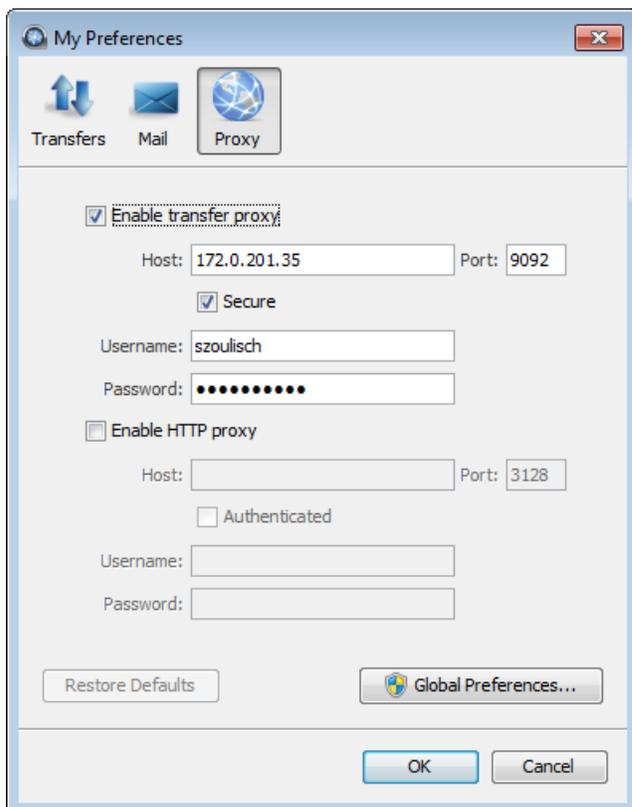 My Preferences
Transfers Mail Proxy
Enable transfer proxy
Host: 172.0.201.35 Port: 9092
Secure
Username: szoulisch
Password: ••••••••••
Enable HTTP proxy
Host: Port: 3128
Authenticated
Username:
Password:
Restore Defaults Global Preferences...
OK Cancel